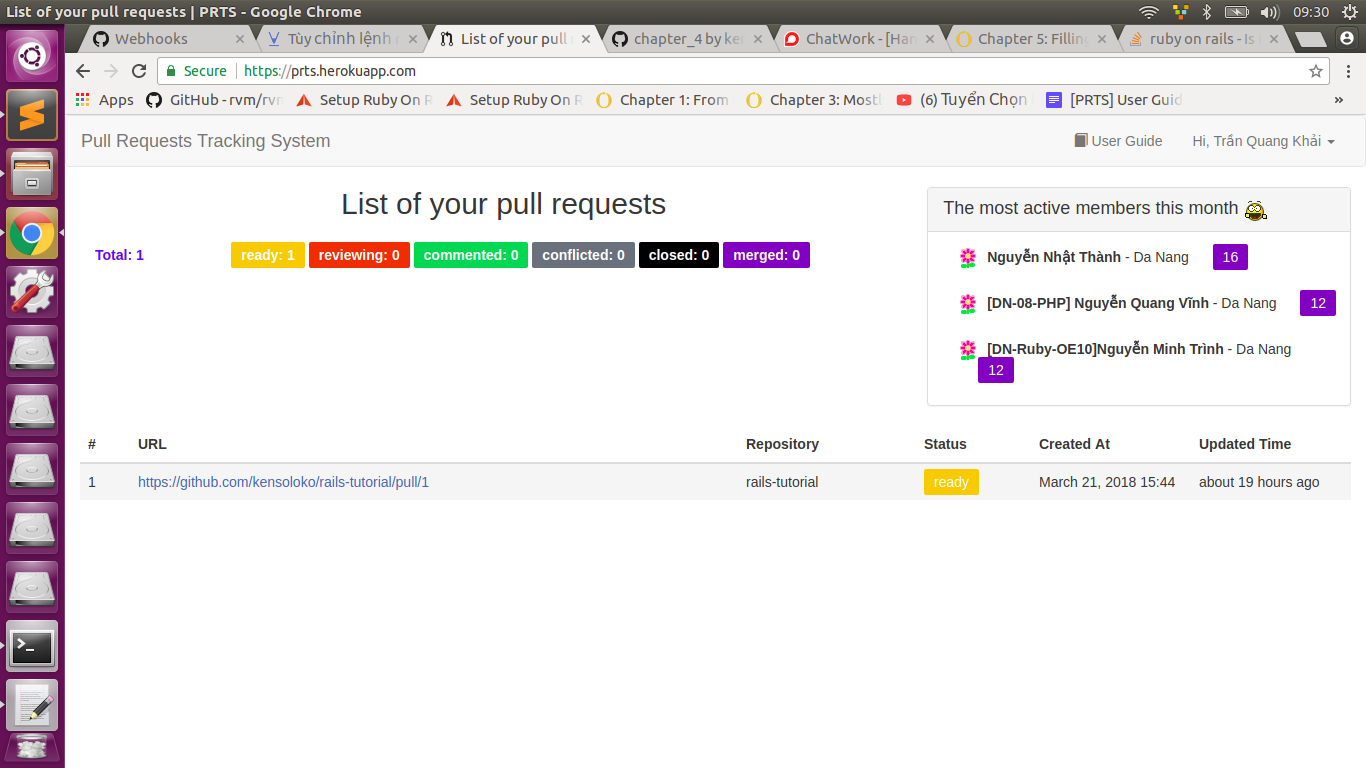 List of your pull requests | PRTS - Google Chrome
09:30
Webhooks
Tùy chỉnh lệnh
List of your pull
chapter_4 by ke
ChatWork - [Han
Chapter 5: Filling
ruby on rails - Is
Secure
https://prts.herokuapp.com
Apps
GitHub - rvm/rvm
Setup Ruby On R
Setup Ruby On R
Chapter 1: From
Chapter 3: Mostl
(6) Tuyển Chọn
[PRTS] User Guid
»
Pull Requests Tracking System
User Guide
Hi, Trần Quang Khải
List of your pull requests
Total: 1
ready: 1
reviewing: 0
commented: 0
conflicted: 0
closed: 0
merged: 0
The most active members this month
Nguyễn Nhật Thành - Da Nang 16
[DN-08-PHP] Nguyễn Quang Vĩnh - Da Nang 12
[DN-Ruby-OE10]Nguyễn Minh Trình - Da Nang
12
# URL Repository Status Created At Updated Time
1 https://github.com/kensoloko/rails-tutorial/pull/1 rails-tutorial ready March 21, 2018 15:44 about 19 hours ago